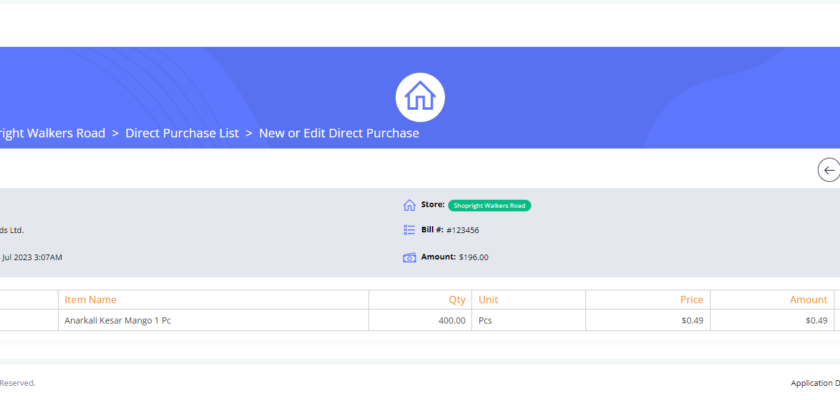 right Walkers Road > Direct Purchase List > New or Edit Direct Purchase
Store: Shopright Walkers Road
ds Ltd.
Bill #: #123456
Jul 2023 3:07AM
Amount: $196.00
Item Name Qty Unit Price Amount
Anarkali Kesar Mango 1 Pc 400.00 Pcs $0.49 $0.49
Reserved.
Application D